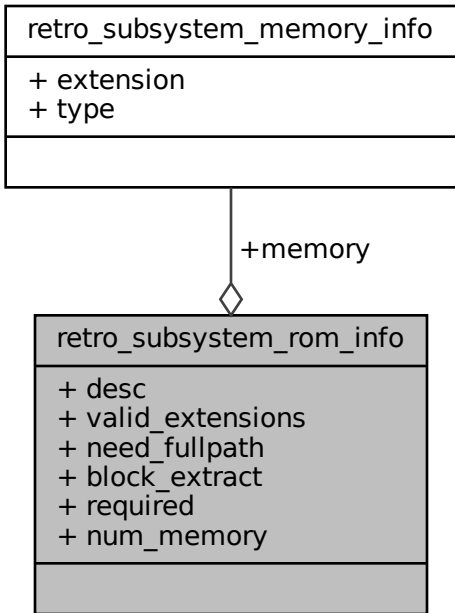 retro_subsystem_memory_info
+ extension
+ type
+memory
retro_subsystem_rom_info
+ desc
+ valid_extensions
+ need_fullpath
+ block_extract
+ required
+ num_memory